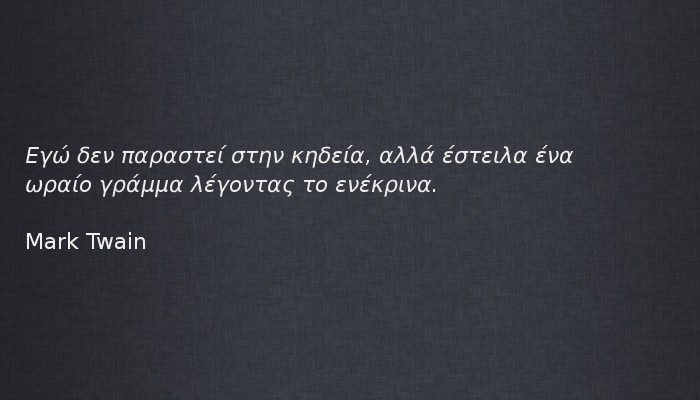 Εγώ δεν παραστεί στην κηδεία, αλλά έστειλα ένα
ωραίο γράμμα λέγοντας το ενέκρινα.
Mark Twain